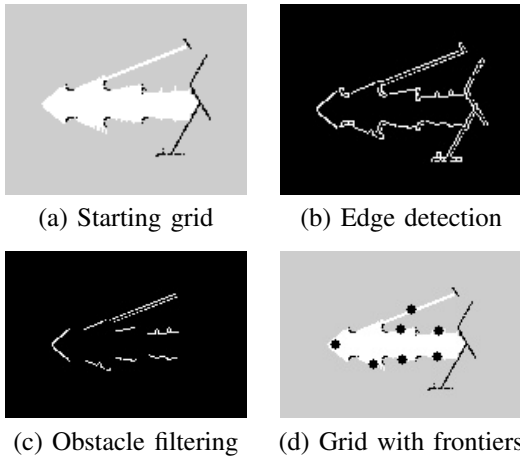 (a) Starting grid
(b) Edge detection
(c) Obstacle filtering
(d) Grid with frontiers